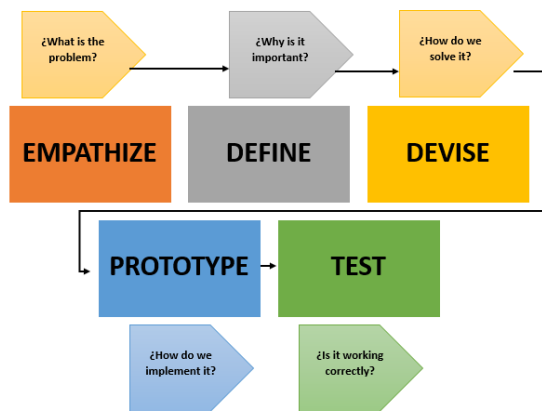 ¿What is the
problem?
¿Why is it
important?
¿How do we
solve it?
EMPATHIZE
DEFINE
DEVISE
PROTOTYPE
TEST
¿How do we
implement it?
¿Is it working
correctly?